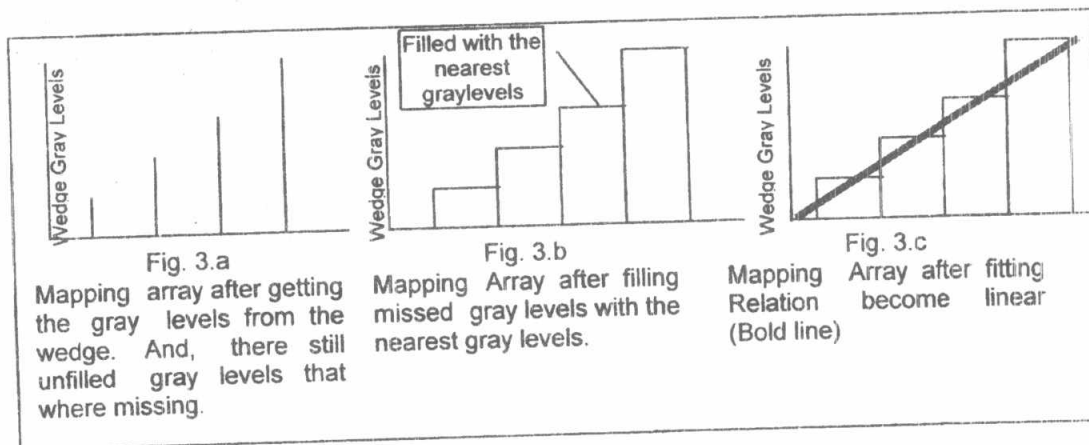 Wedge Gray Levels
Fig. 3.a
Mapping array after getting
the gray levels from the
wedge. And, there still
unfilled gray levels that
where missing.
Filled with the
nearest
graylevels
Wedge Gray Levels
Fig. 3.b
Mapping Array after filling
missed gray levels with the
nearest gray levels.
Wedge Gray Levels
Fig. 3.c
Mapping Array after fitting
Relation become linear
(Bold line)